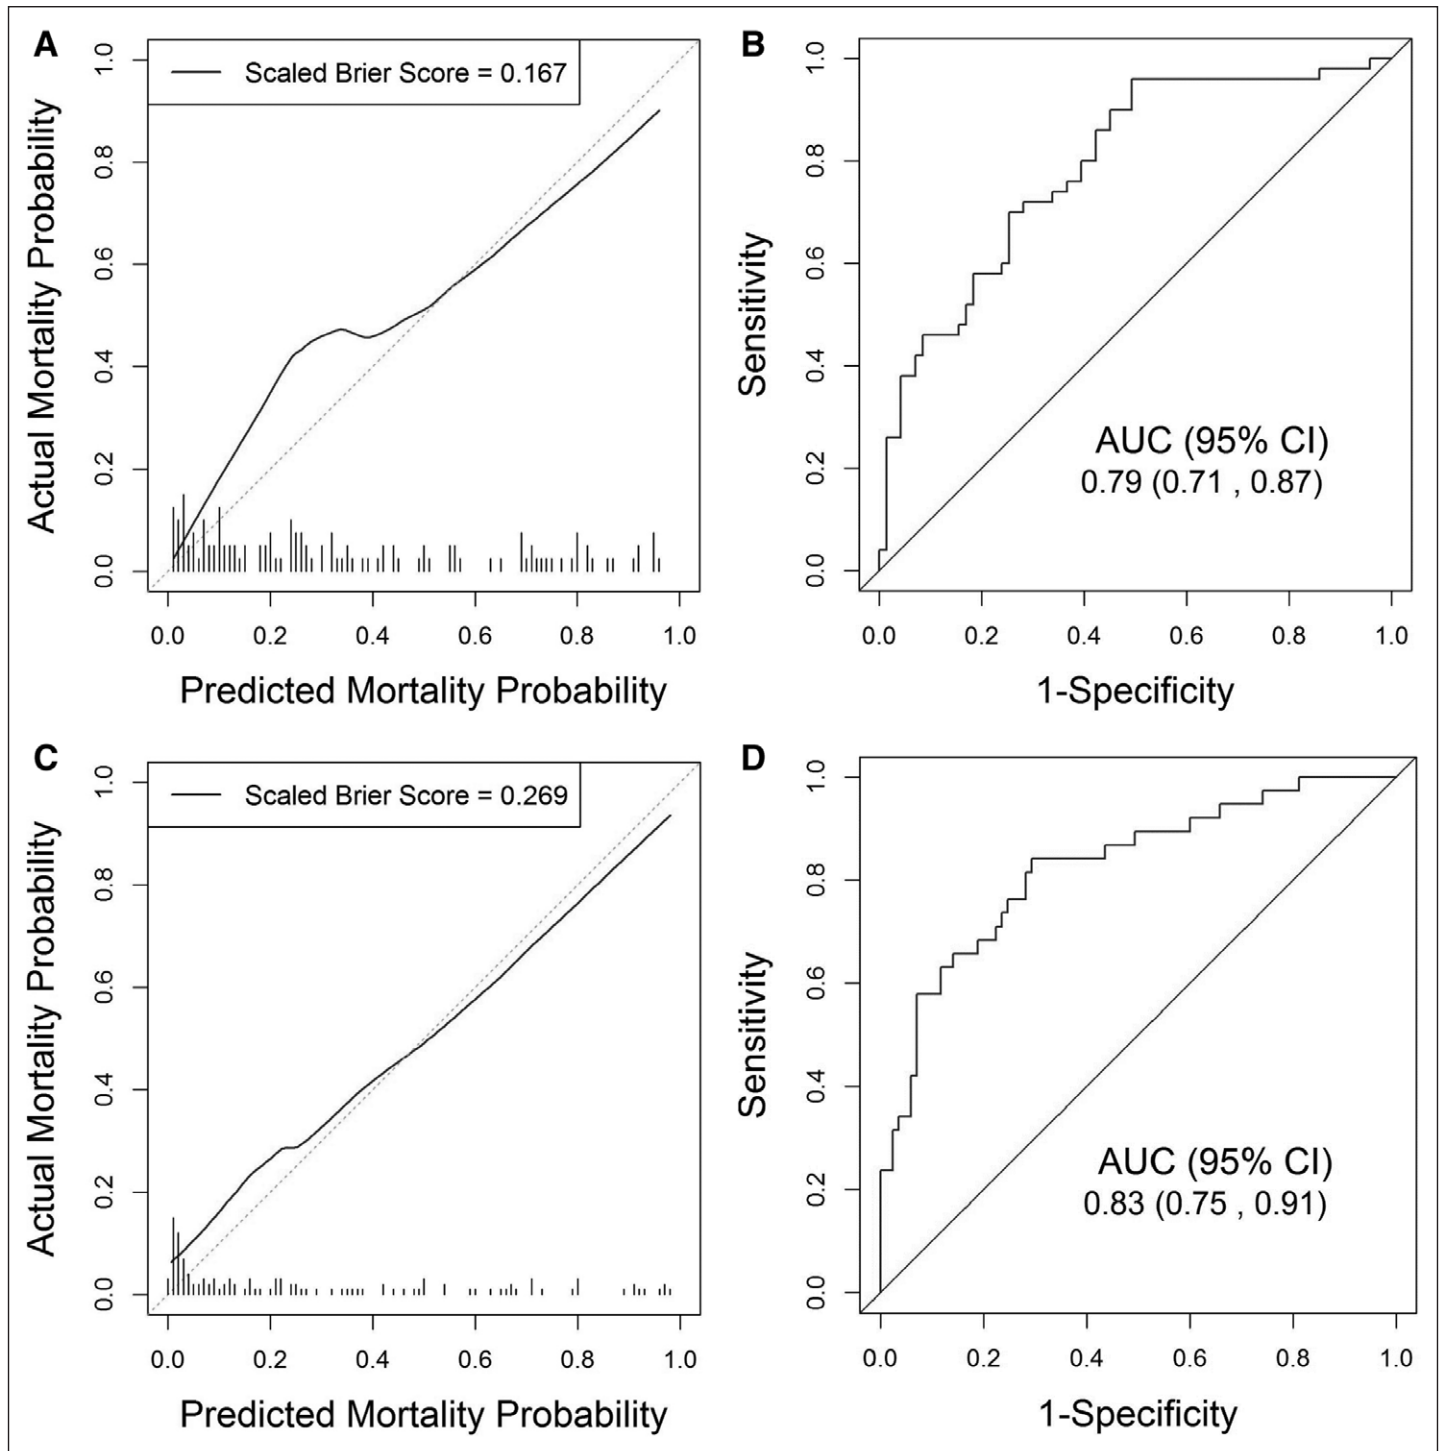 A
Scaled Brier Score = 0.167
Actual Mortality Probability
1.0
0.8
0.6
0.4
0.2
0.0
0.0 0.2 0.4 0.6 0.8 1.0
Predicted Mortality Probability
B
Sensitivity
1.0
0.8
0.6
0.4
0.2
0.0
AUC (95% CI)
0.79 (0.71 , 0.87)
0.0 0.2 0.4 0.6 0.8 1.0
1-Specificity
C
Scaled Brier Score = 0.269
Actual Mortality Probability
1.0
0.8
0.6
0.4
0.2
0.0
0.0 0.2 0.4 0.6 0.8 1.0
Predicted Mortality Probability
D
Sensitivity
1.0
0.8
0.6
0.4
0.2
0.0
AUC (95% CI)
0.83 (0.75 , 0.91)
0.0 0.2 0.4 0.6 0.8 1.0
1-Specificity